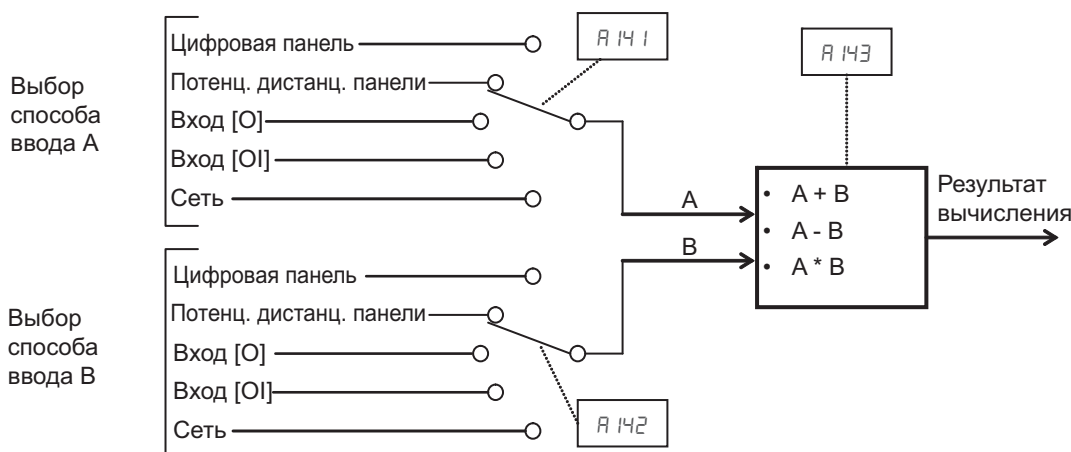 Выбор
способа
ввода A
Цифровая панель
Потенц. дистанц. панели
Вход [O]
Вход [OI]
Сеть
A141
A143
A
B
• A + B
• A - B
• A * B
Результат
вычисления
Выбор
способа
ввода B
Цифровая панель
Потенц. дистанц. панели
Вход [O]
Вход [OI]
Сеть
A142